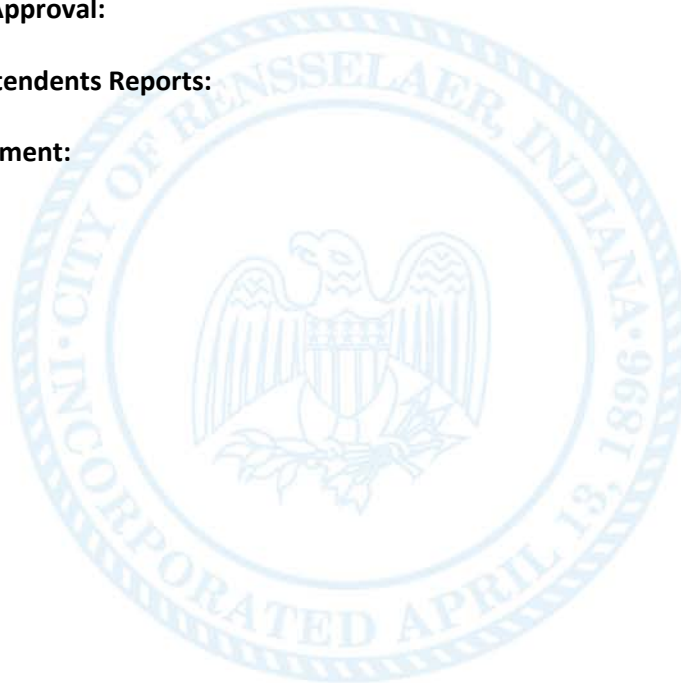 Approval:
tendents Reports:
ment:
CITY OF RENSSELAER, INDIANA
INCORPORATED APRIL 13, 1896